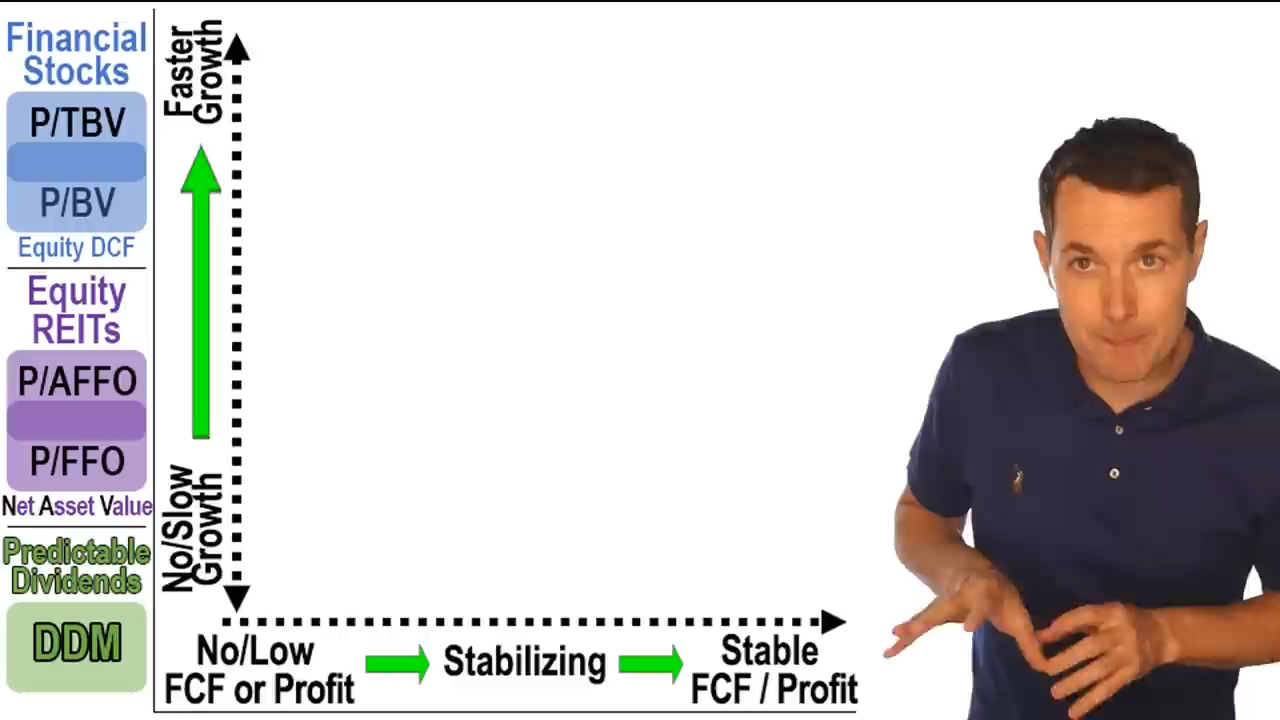 Financial
Stocks
P/TBV
P/BV
Equity DCF
Equity
REITs
P/AFFO
P/FFO
Net Asset Value
Predictable
Dividends
DDM
Faster
Growth
No/Slow
Growth
No/Low
FCF or Profit
Stabilizing
Stable
FCF / Profit